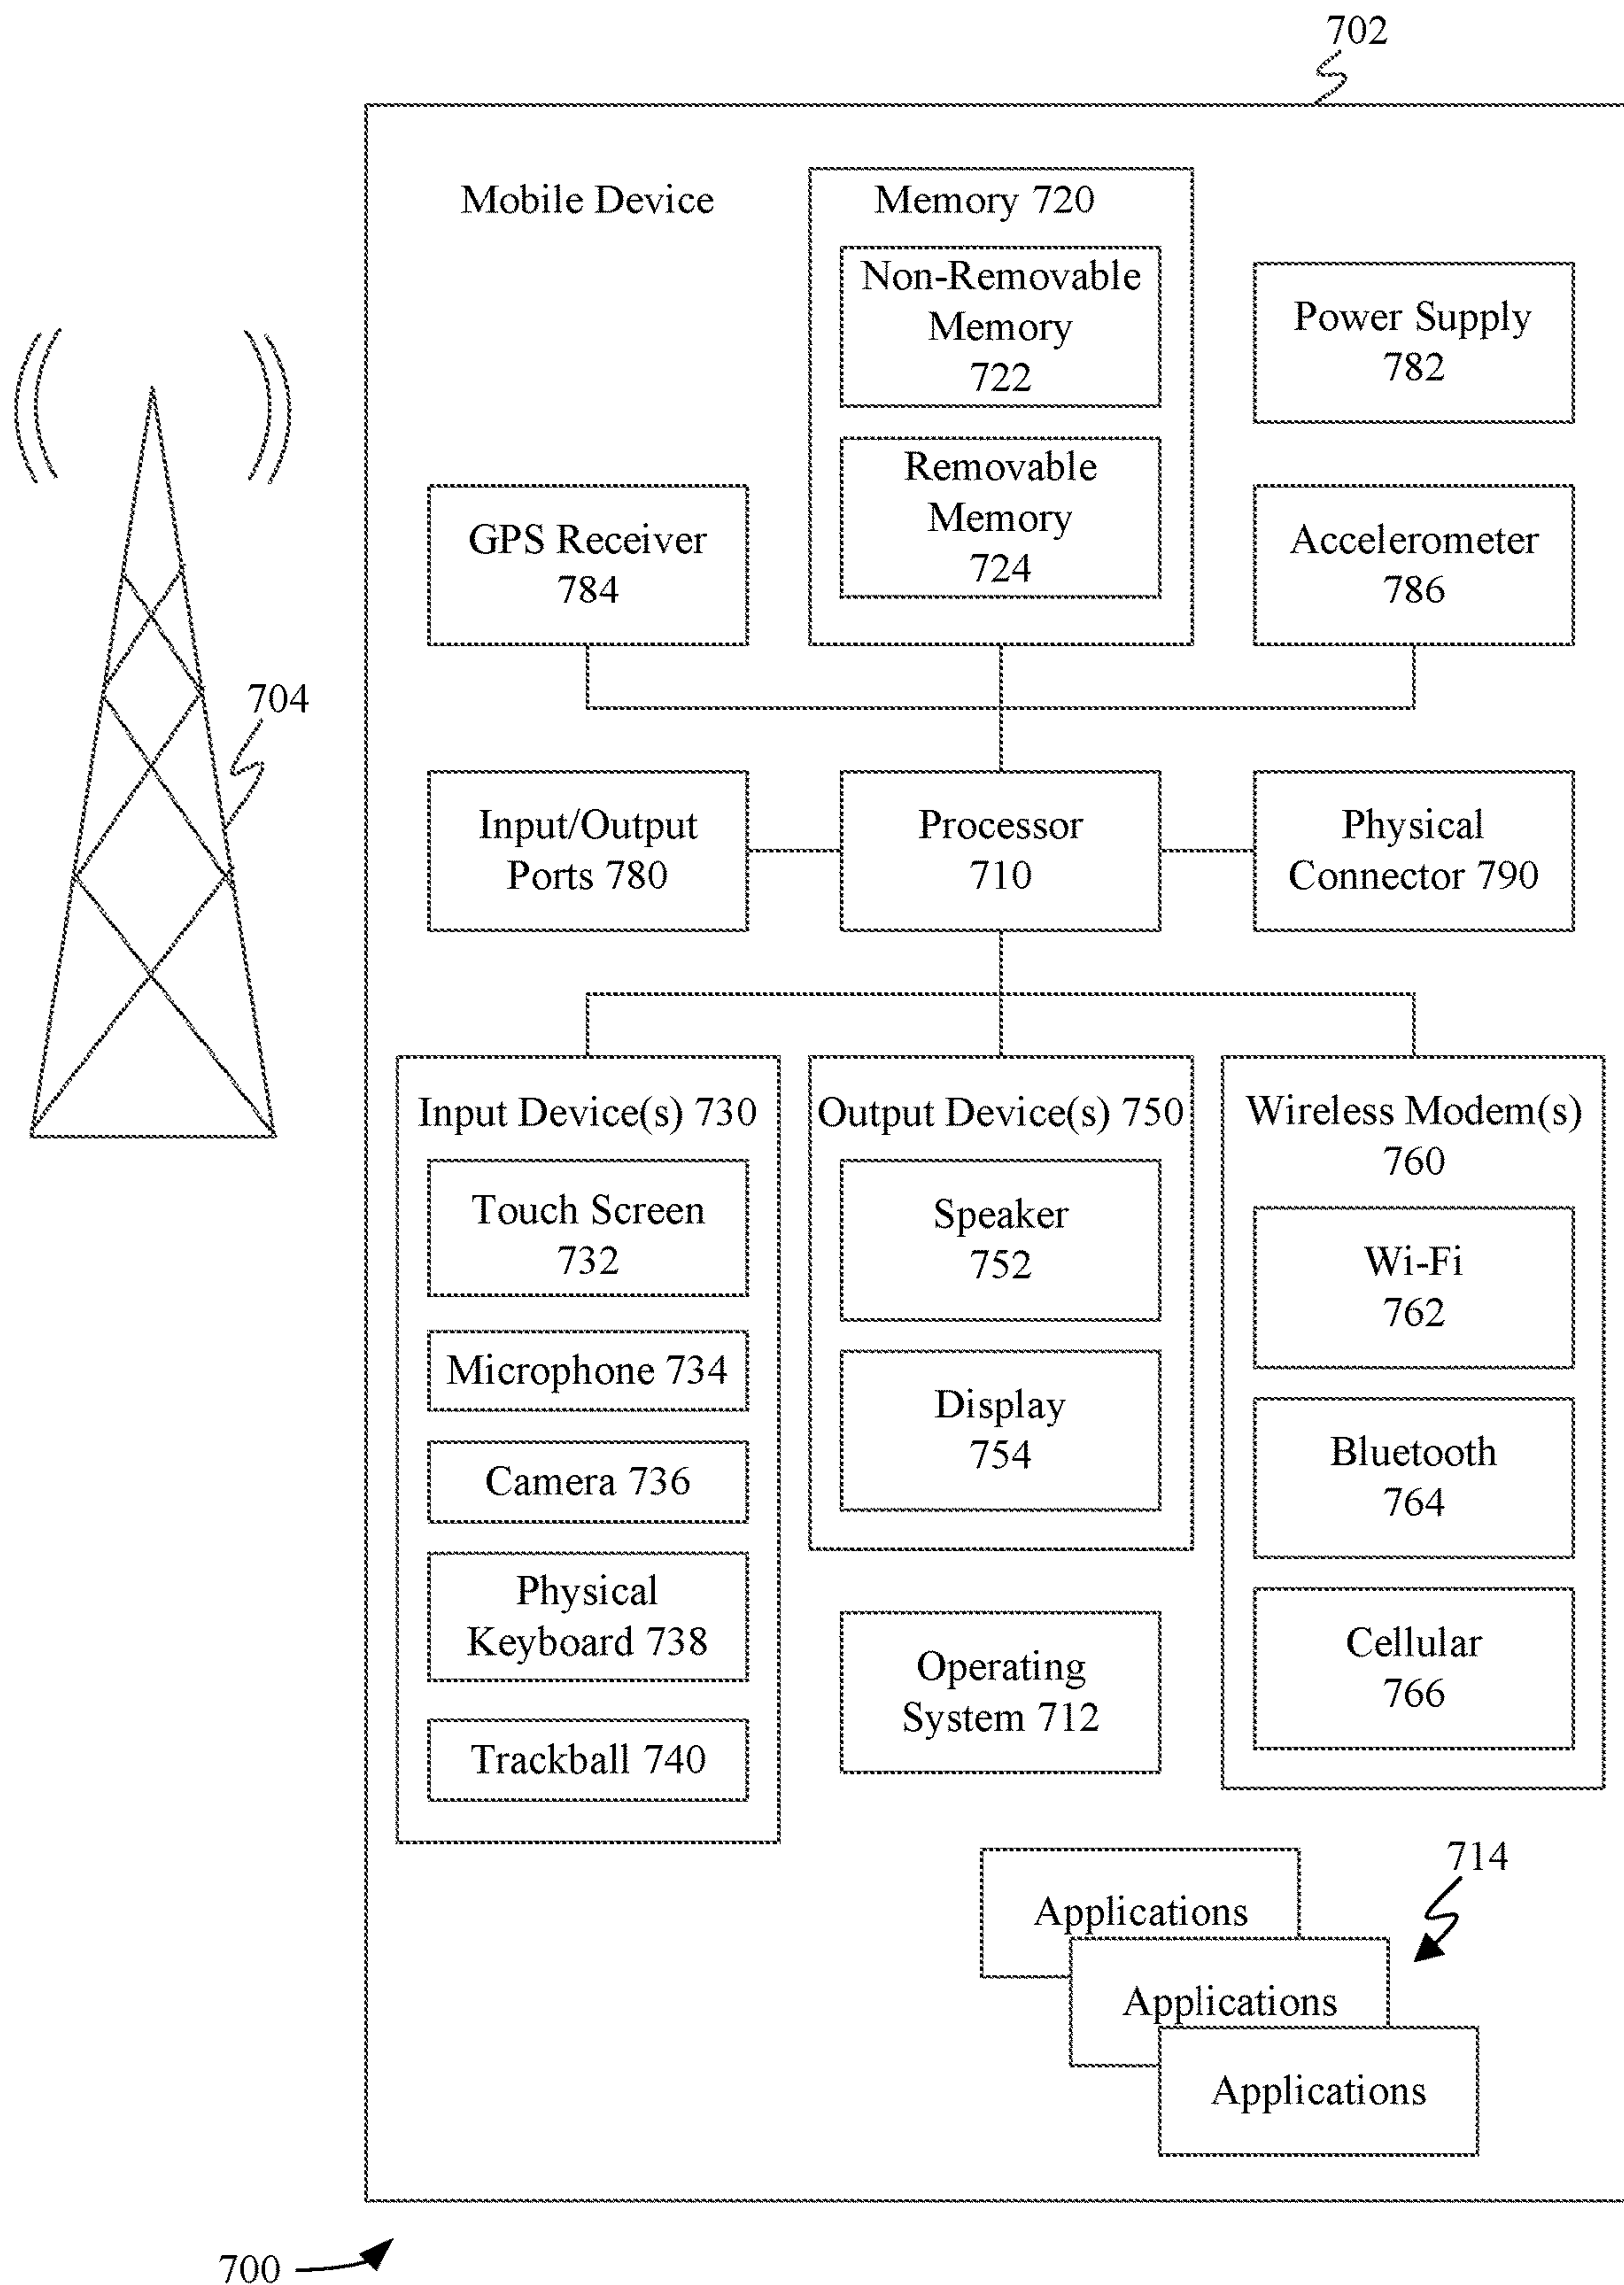 702
Mobile Device
Memory 720
Non-Removable
Memory
722
Removable
Memory
724
Power Supply
782
GPS Receiver
784
Accelerometer
786
704
Input/Output
Ports 780
Processor
710
Physical
Connector 790
Input Device(s) 730
Touch Screen
732
Microphone 734
Camera 736
Physical
Keyboard 738
Trackball 740
Output Device(s) 750
Speaker
752
Display
754
Operating
System 712
Wireless Modem(s)
760
Wi-Fi
762
Bluetooth
764
Cellular
766
714
Applications
Applications
Applications
700